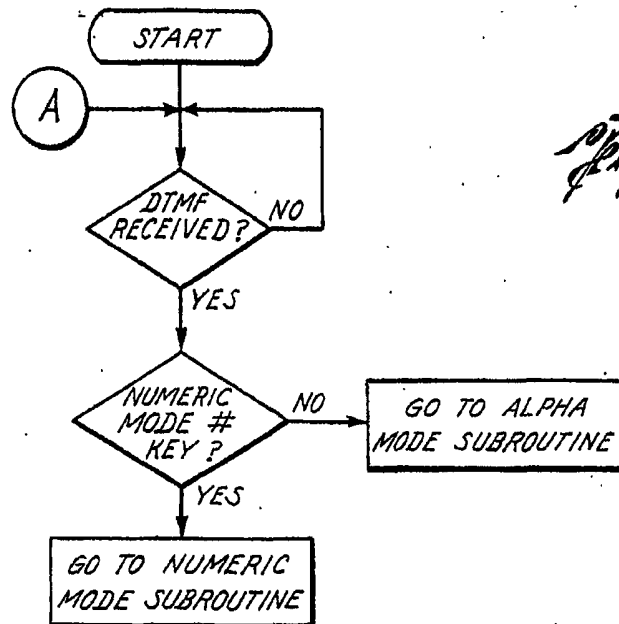 START
A
DTMF
RECEIVED?
NO
YES
NUMERIC
MODE #
KEY?
NO
GO TO ALPHA
MODE SUBROUTINE
YES
GO TO NUMERIC
MODE SUBROUTINE